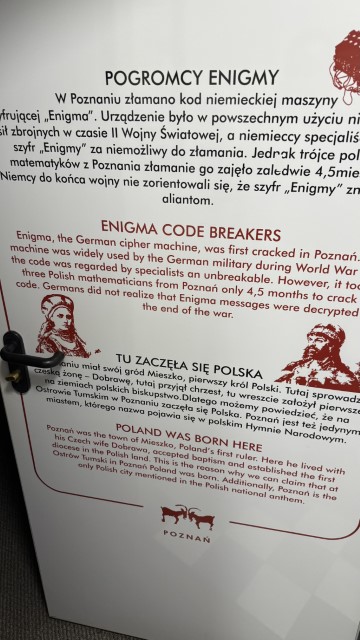 POGROMCY ENIGMY
W Poznaniu złamano kod niemieckiej maszyny
yfrującej „Enigma”. Urządzenie było w powszechnym użyciu ni
sił zbrojnych w czasie II Wojny Światowej, a niemieccy specjaliś
szyfr „Enigmy” za niemożliwy do złamania. Jednak trójce pol
matematyków z Poznania złamanie go zajęło zaledwie 4,5mie
Niemcy do końca wojny nie zorientowali się, że szyfr „Enigmy” zn
aliantom.
ENIGMA CODE BREAKERS
Enigma, the German cipher machine, was first cracked in Poznań.
machine was widely used by the German military during World War
the code was regarded by specialists an unbreakable. However, it too
three Polish mathematicians from Poznań only 4,5 months to crack
code. Germans did not realize that Enigma messages were decrypted
the end of the war.
TU ZACZĘŁA SIĘ POLSKA
naniu miał swój gród Mieszko, pierwszy król Polski. Tutaj sprowadz
czeską żonę – Dobrawę, tutaj przyjął chrzest, tu wreszcie założył pierwsze
na ziemiach polskich biskupstwo.Dlatego możemy powiedzieć, że na
Ostrowie Tumskim w Poznaniu zaczęła się Polska. Poznań jest też jedynym
miastem, którego nazwa pojawia się w polskim Hymnie Narodowym.
POLAND WAS BORN HERE
Poznań was the town of Mieszko, Poland's first ruler. Here he lived with
his Czech wife Dobrawa, accepted baptism and established the first
diocese in the Polish land. This is the reason why we can claim that at
Ostrów Tumski in Poznań Poland was born. Additionally, Poznań is the
only Polish city mentioned in the Polish national anthem.
POZNAŃ